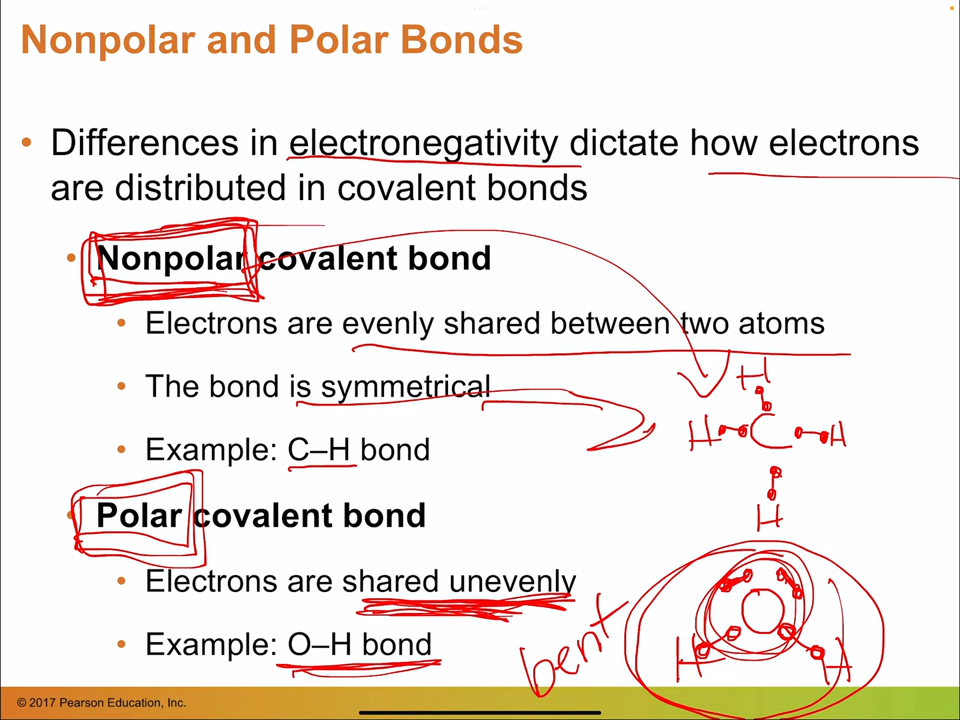 Nonpolar and Polar Bonds
• Differences in electronegativity dictate how electrons
are distributed in covalent bonds
• Nonpolar covalent bond
• Electrons are evenly shared between two atoms
• The bond is symmetrical
H
H C H
• Example: C–H bond
• Polar covalent bond
H
• Electrons are shared unevenly
O
• Example: O–H bond
bent
H H
© 2017 Pearson Education, Inc.